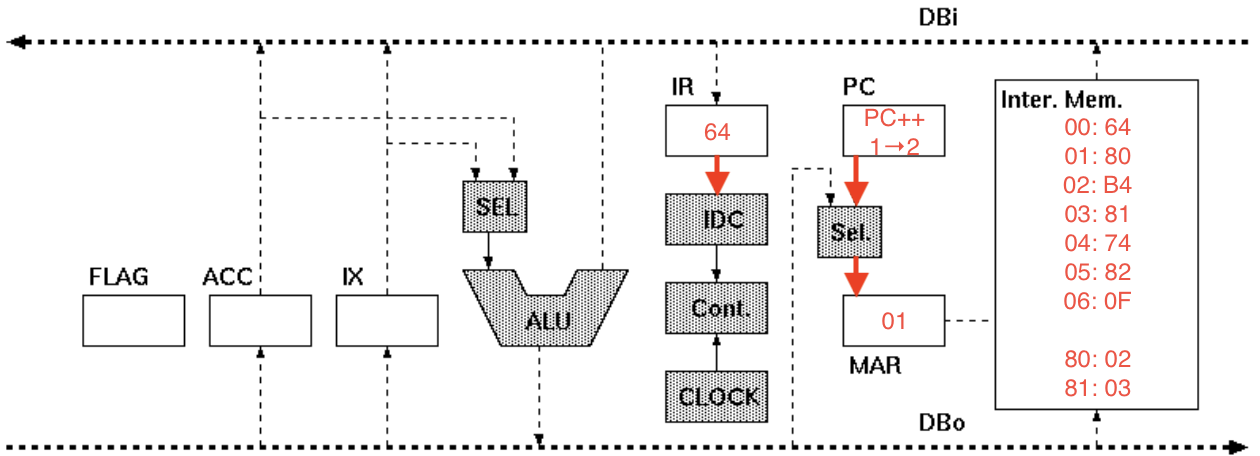 DBi
IR
PC
64
PC++
1→2
Inter. Mem.
00: 64
01: 80
02: B4
03: 81
04: 74
05: 82
06: 0F
80: 02
81: 03
SEL
IDC
Sel.
FLAG
ACC
IX
ALU
Cont.
01
MAR
CLOCK
DBo